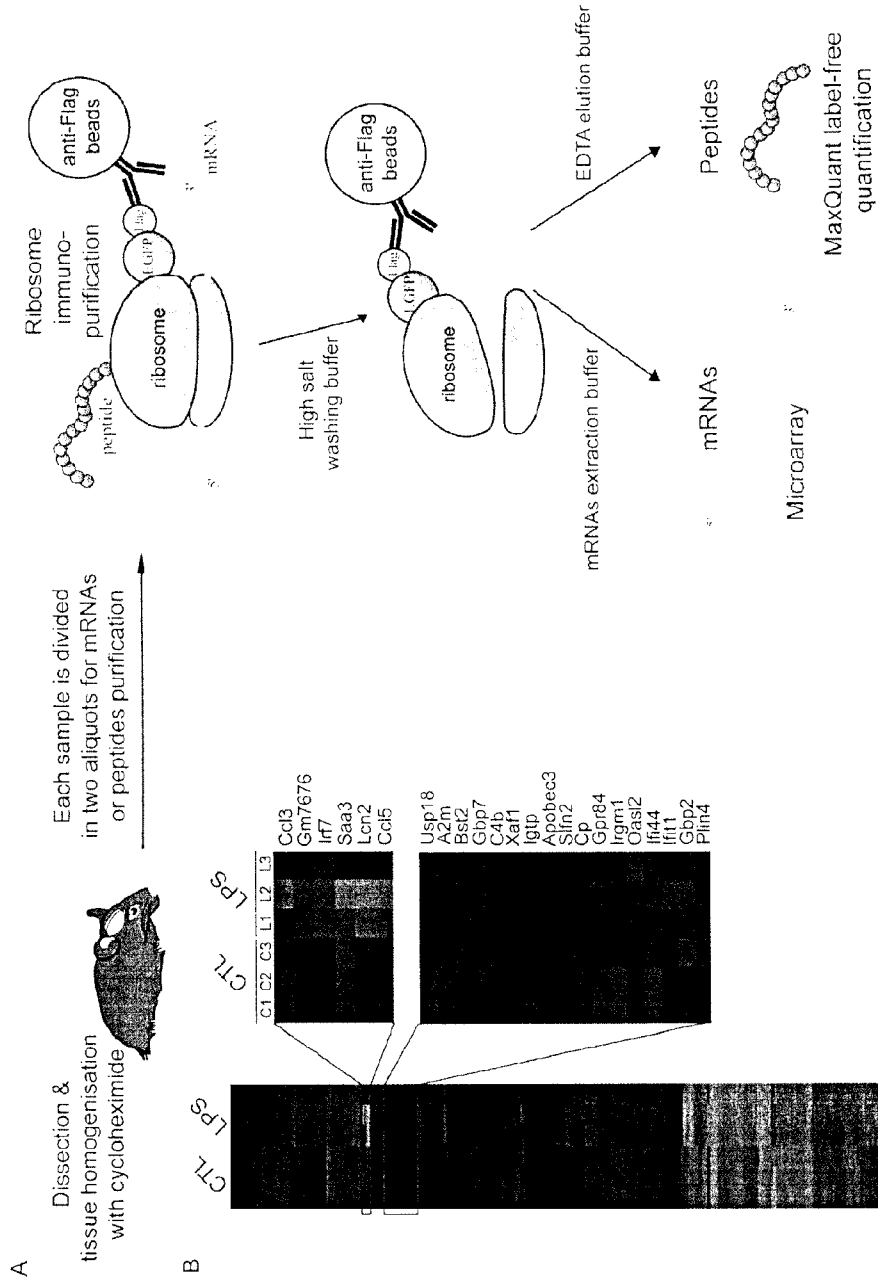 A
Dissection &
tissue homogenisation
with cycloheximide
Each sample is divided
in two aliquots for mRNAs
or peptides purification
Ribosome
immuno-
purification
peptide
ribosome
EGFP
Flag
anti-Flag
beads
mRNA
High salt
washing buffer
ribosome
EGFP
Flag
anti-Flag
beads
mRNAs extraction buffer
EDTA elution buffer
mRNAs
Microarray
Peptides
MaxQuant label-free
quantification
B
CTL LPS
CTL LPS
C1 C2 C3 L1 L2 L3
Ccl3
Gm7676
Irf7
Saa3
Lcn2
Ccl5
Usp18
A2m
Bst2
Gbp7
C4b
Xaf1
Igtp
Apobec3
Slfn2
Cp
Gpr84
Irgm1
Oasl2
Ifi44
Ifit1
Gbp2
Plin4